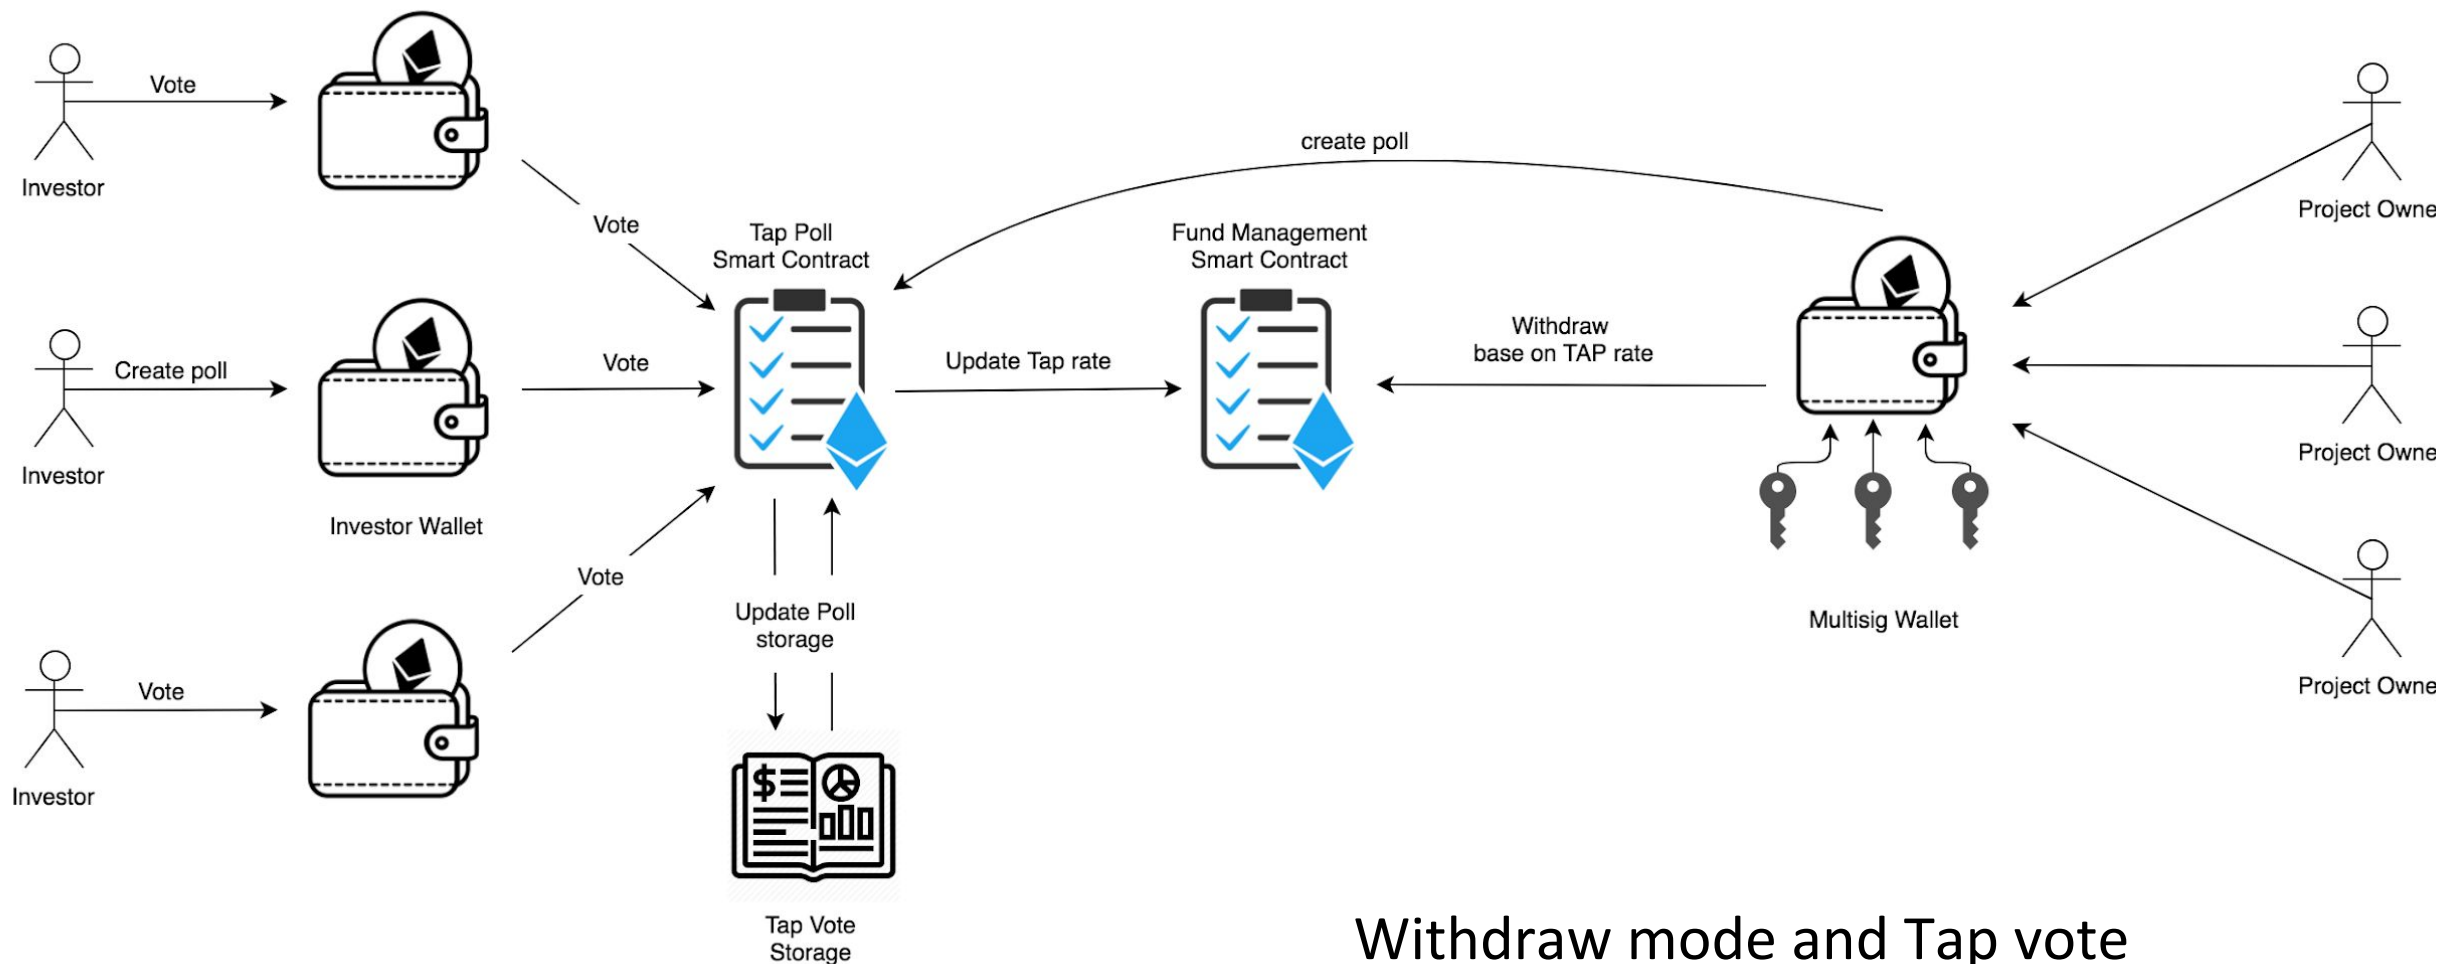 Vote
Investor
Vote
create poll
Project Owne
Tap Poll
Smart Contract
Fund Management
Smart Contract
Create poll
Investor
Vote
Update Tap rate
Withdraw
base on TAP rate
Project Owne
Investor Wallet
Vote
Update Poll
storage
Multisig Wallet
Project Owne
Vote
Investor
$
Tap Vote
Storage
Withdraw mode and Tap vote